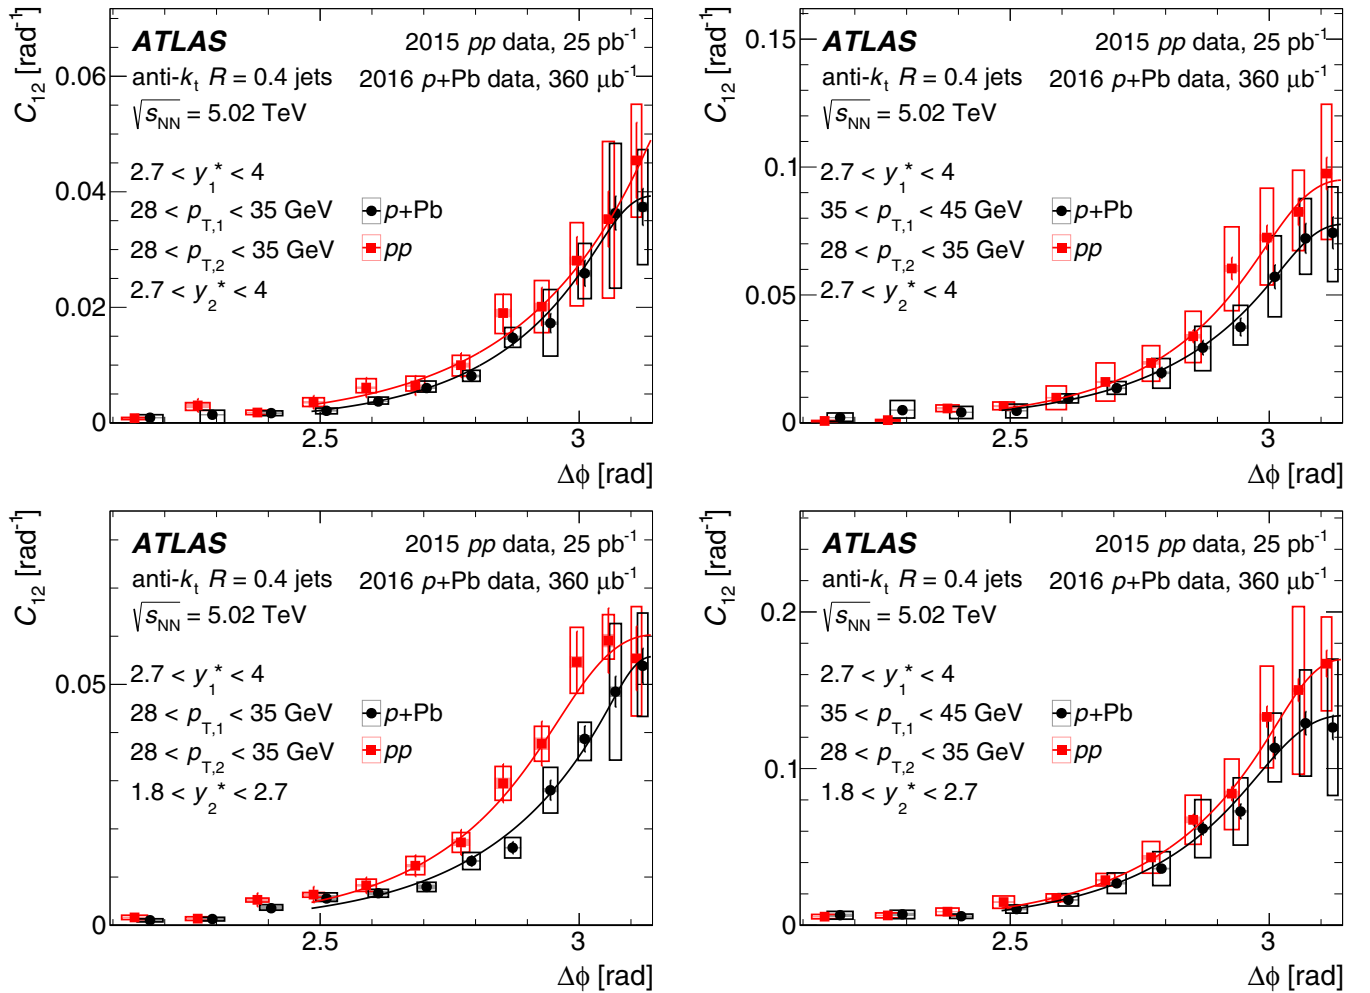 C₁₂ [rad⁻¹]
ATLAS
2015 pp data, 25 pb⁻¹
anti-kₜ R = 0.4 jets
2016 p+Pb data, 360 μb⁻¹
√sNN = 5.02 TeV
2.7 < y₁* < 4
28 < pT,1 < 35 GeV
p+Pb
28 < pT,2 < 35 GeV
pp
2.7 < y₂* < 4
0.06
0.04
0.02
0
2.5
3
Δϕ [rad]
C₁₂ [rad⁻¹]
0.15
ATLAS
2015 pp data, 25 pb⁻¹
anti-kₜ R = 0.4 jets
2016 p+Pb data, 360 μb⁻¹
√sNN = 5.02 TeV
2.7 < y₁* < 4
35 < pT,1 < 45 GeV
p+Pb
28 < pT,2 < 35 GeV
pp
2.7 < y₂* < 4
0.1
0.05
0
2.5
3
Δϕ [rad]
C₁₂ [rad⁻¹]
ATLAS
2015 pp data, 25 pb⁻¹
anti-kₜ R = 0.4 jets
2016 p+Pb data, 360 μb⁻¹
√sNN = 5.02 TeV
2.7 < y₁* < 4
28 < pT,1 < 35 GeV
p+Pb
28 < pT,2 < 35 GeV
pp
1.8 < y₂* < 2.7
0.05
0
2.5
3
Δϕ [rad]
C₁₂ [rad⁻¹]
ATLAS
2015 pp data, 25 pb⁻¹
anti-kₜ R = 0.4 jets
2016 p+Pb data, 360 μb⁻¹
√sNN = 5.02 TeV
2.7 < y₁* < 4
35 < pT,1 < 45 GeV
p+Pb
28 < pT,2 < 35 GeV
pp
1.8 < y₂* < 2.7
0.2
0.1
0
2.5
3
Δϕ [rad]